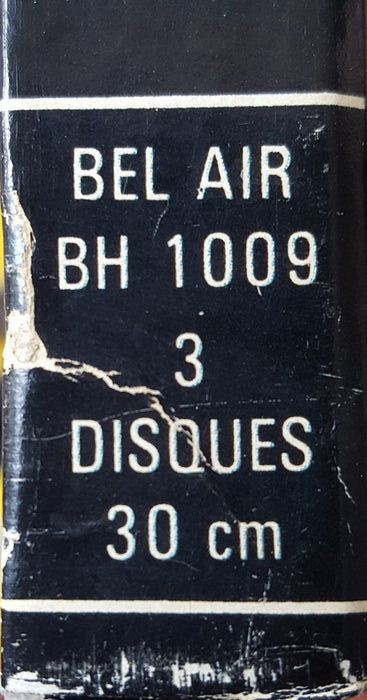 BEL AIR
BH 1009
3
DISQUES
30 cm